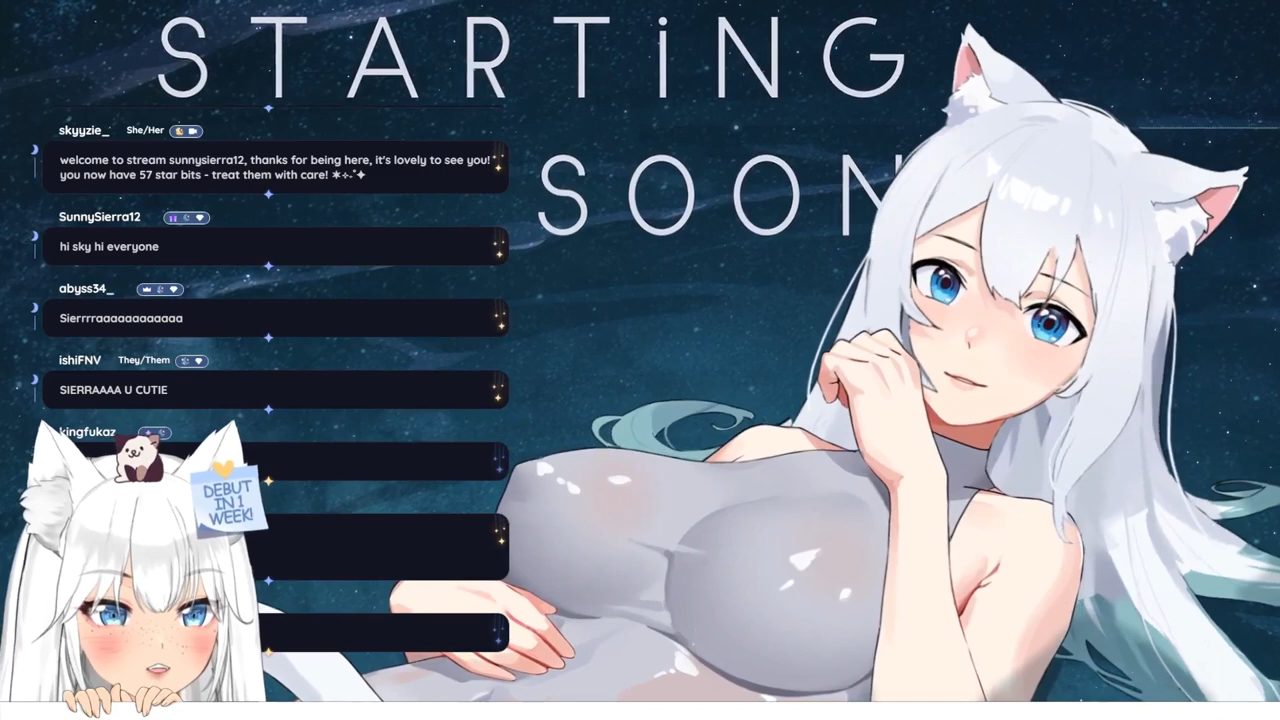 STARTiNG
SOON
skyyzie_ She/Her
welcome to stream sunnysierra12, thanks for being here, it's lovely to see you!
you now have 57 star bits - treat them with care! ✶⊹˖˚✦
SunnySierra12
hi sky hi everyone
abyss34_
Sierrrraaaaaaaaaaaa
ishiFNV They/Them
SIERRAAAA U CUTIE
kingfukaz
DEBUT
IN 1
WEEK!